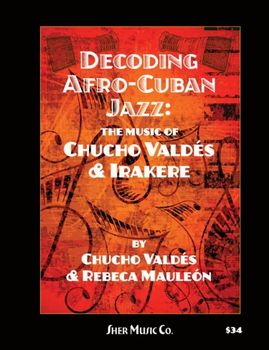 Decoding
Afro-Cuban
Jazz:
the music of
Chucho Valdés
& Irakere
by
Chucho Valdés
& Rebeca Mauleón
Sher Music Co.
$34